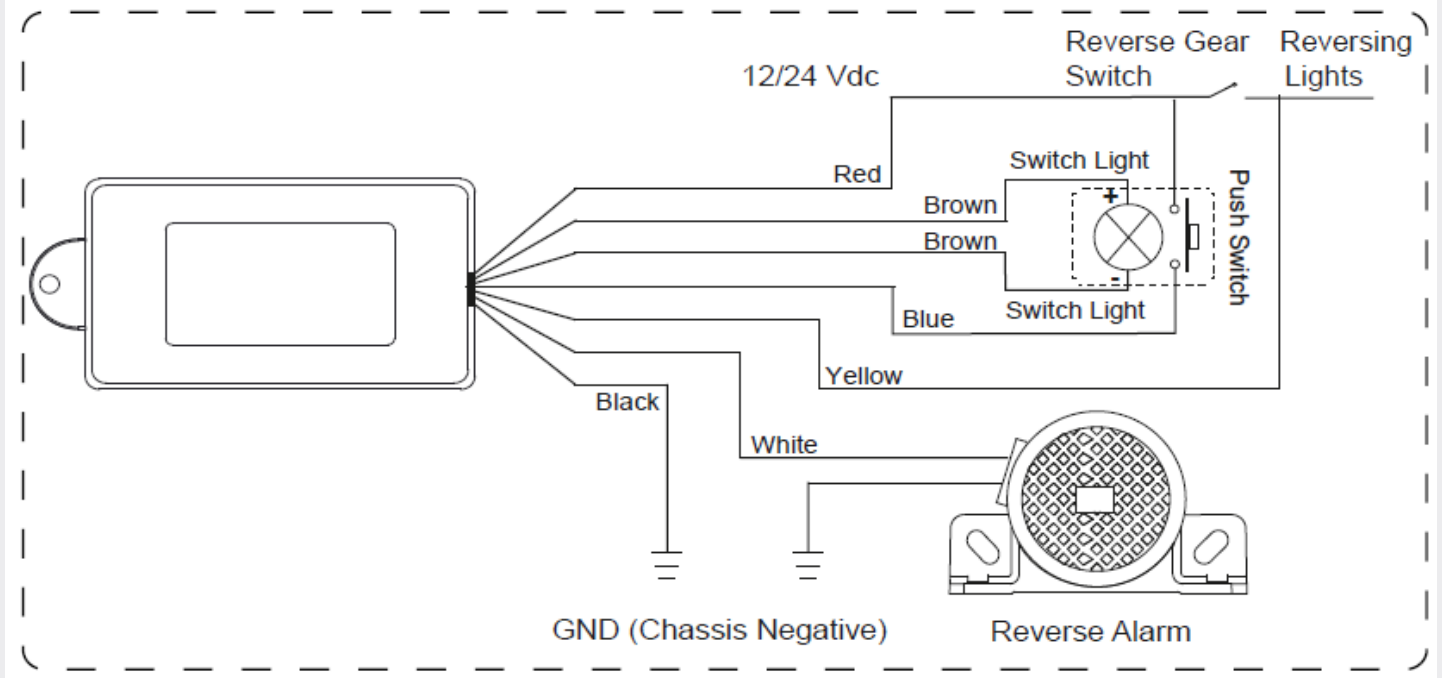 Reverse Gear
Switch
Reversing
Lights
12/24 Vdc
Red
Switch Light
Brown
+
Brown
-
Push Switch
Switch Light
Blue
Yellow
Black
White
GND (Chassis Negative)
Reverse Alarm